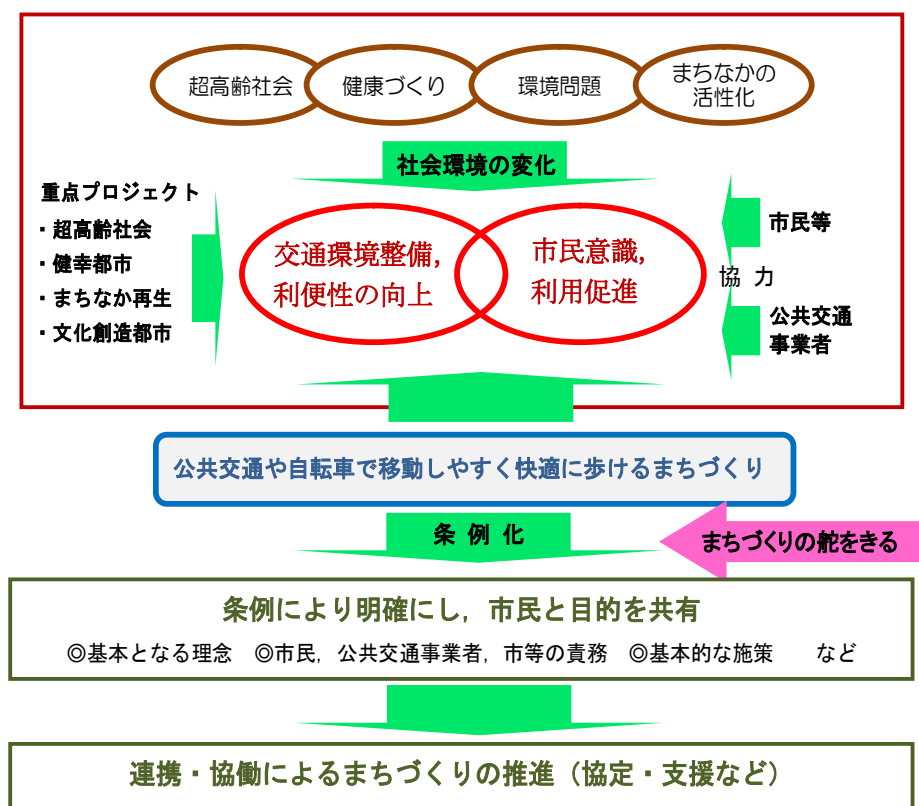 超高齢社会
健康づくり
環境問題
まちなかの
活性化
社会環境の変化
重点プロジェクト
・超高齢社会
・健幸都市
・まちなか再生
・文化創造都市
交通環境整備,
利便性の向上
市民意識,
利用促進
市民等
協 力
公共交通
事業者
公共交通や自転車で移動しやすく快適に歩けるまちづくり
条 例 化
まちづくりの舵をきる
条例により明確にし，市民と目的を共有
◎基本となる理念　◎市民，公共交通事業者，市等の責務　◎基本的な施策　　など
連携・協働によるまちづくりの推進（協定・支援など）